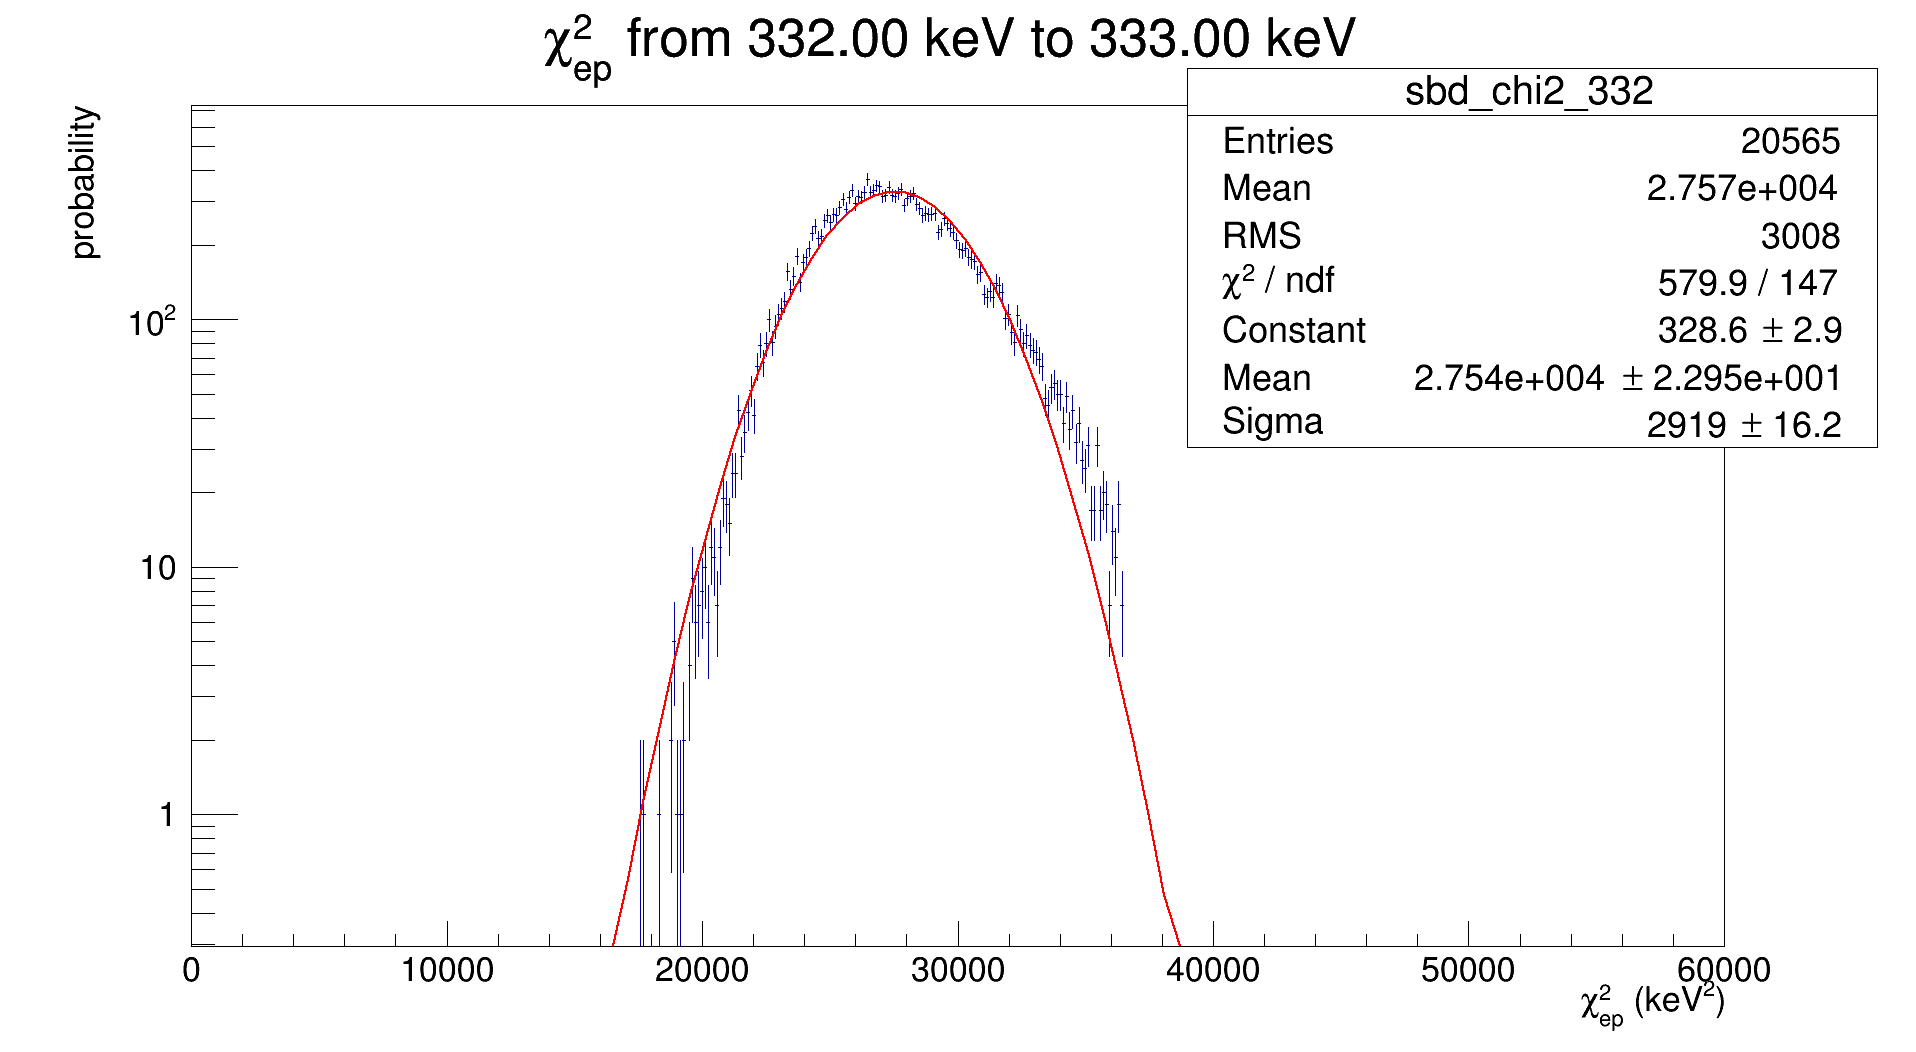 χ²ep from 332.00 keV to 333.00 keV
sbd_chi2_332
Entries 20565
Mean 2.757e+004
RMS 3008
χ² / ndf 579.9 / 147
Constant 328.6 ± 2.9
Mean 2.754e+004 ± 2.295e+001
Sigma 2919 ± 16.2
probability
10²
10
1
0 10000 20000 30000 40000 50000 60000
χ²ep (keV²)